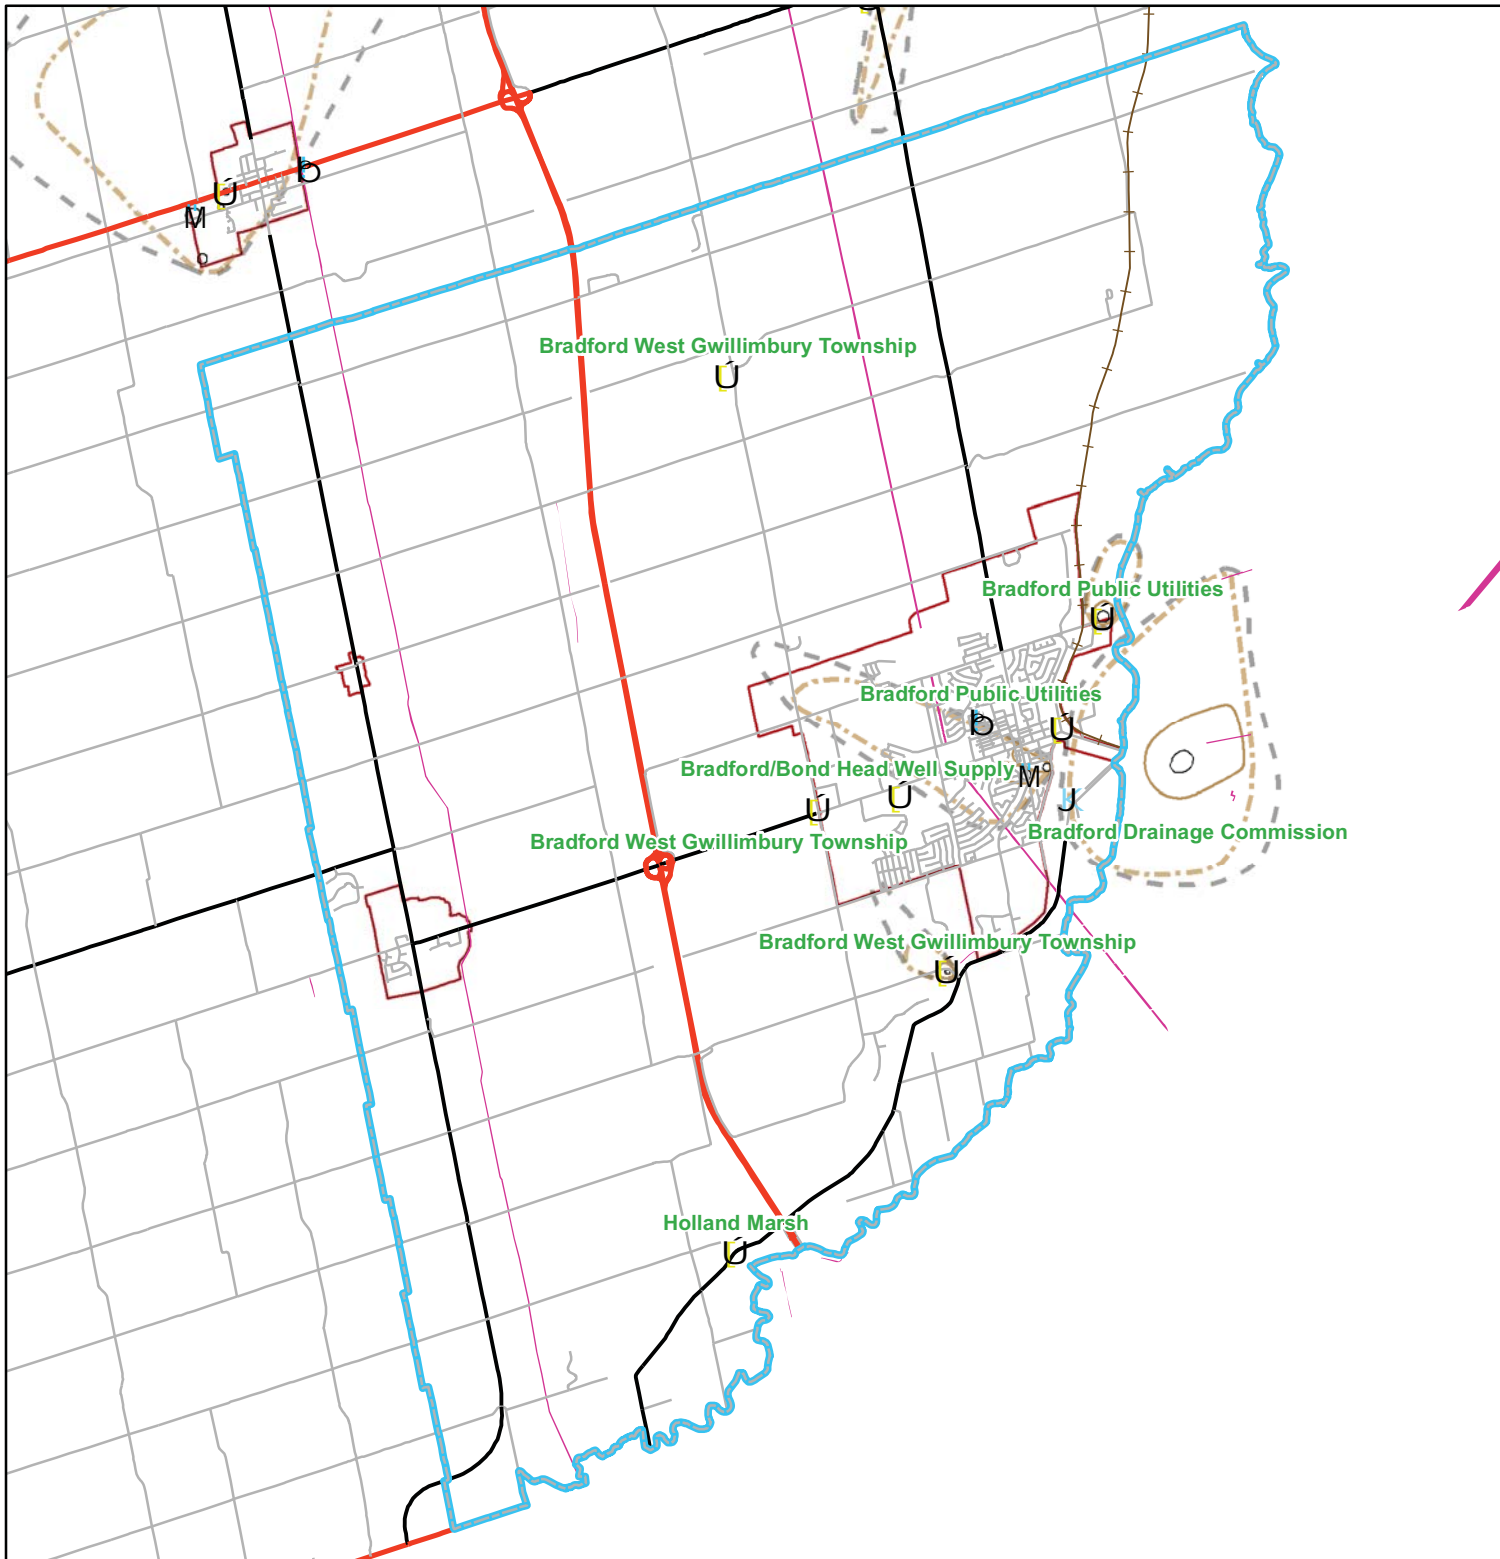 b
Ú
M
Bradford West Gwillimbury Township
Ú
Bradford Public Utilities
Ú
Bradford Public Utilities
b
Ú
Bradford/Bond Head Well Supply
M
Ú
Ú
J
Bradford Drainage Commission
Bradford West Gwillimbury Township
Bradford West Gwillimbury Township
Ú
Holland Marsh
Ú